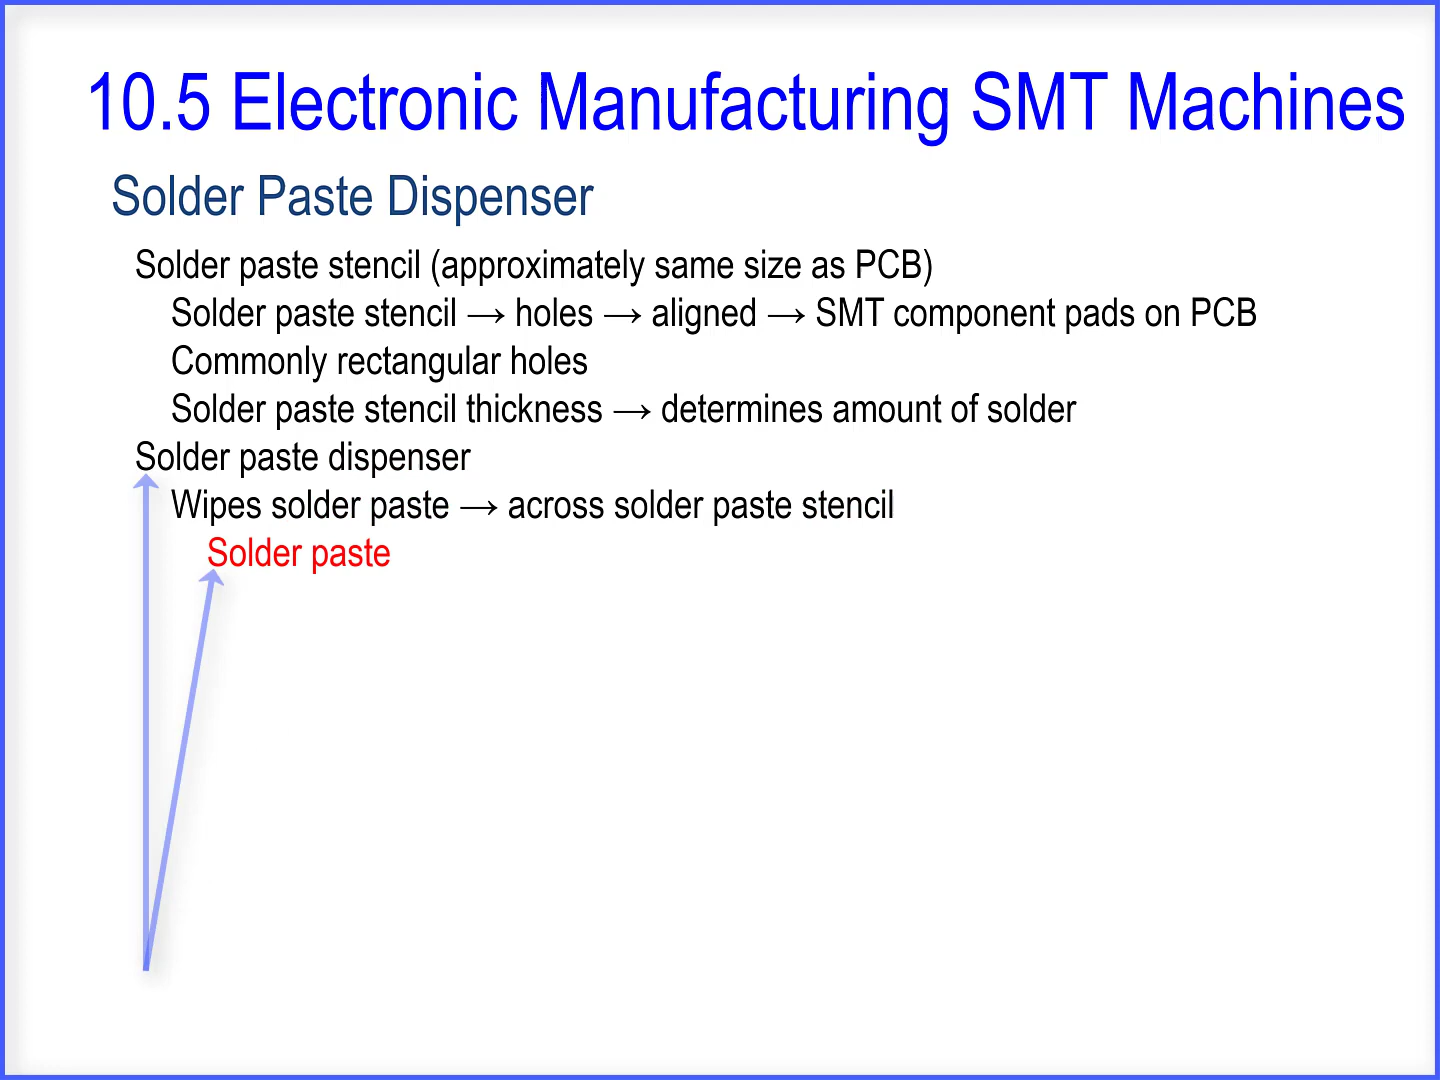 10.5 Electronic Manufacturing SMT Machines
Solder Paste Dispenser
Solder paste stencil (approximately same size as PCB)
Solder paste stencil → holes → aligned → SMT component pads on PCB
Commonly rectangular holes
Solder paste stencil thickness → determines amount of solder
Solder paste dispenser
Wipes solder paste → across solder paste stencil
Solder paste